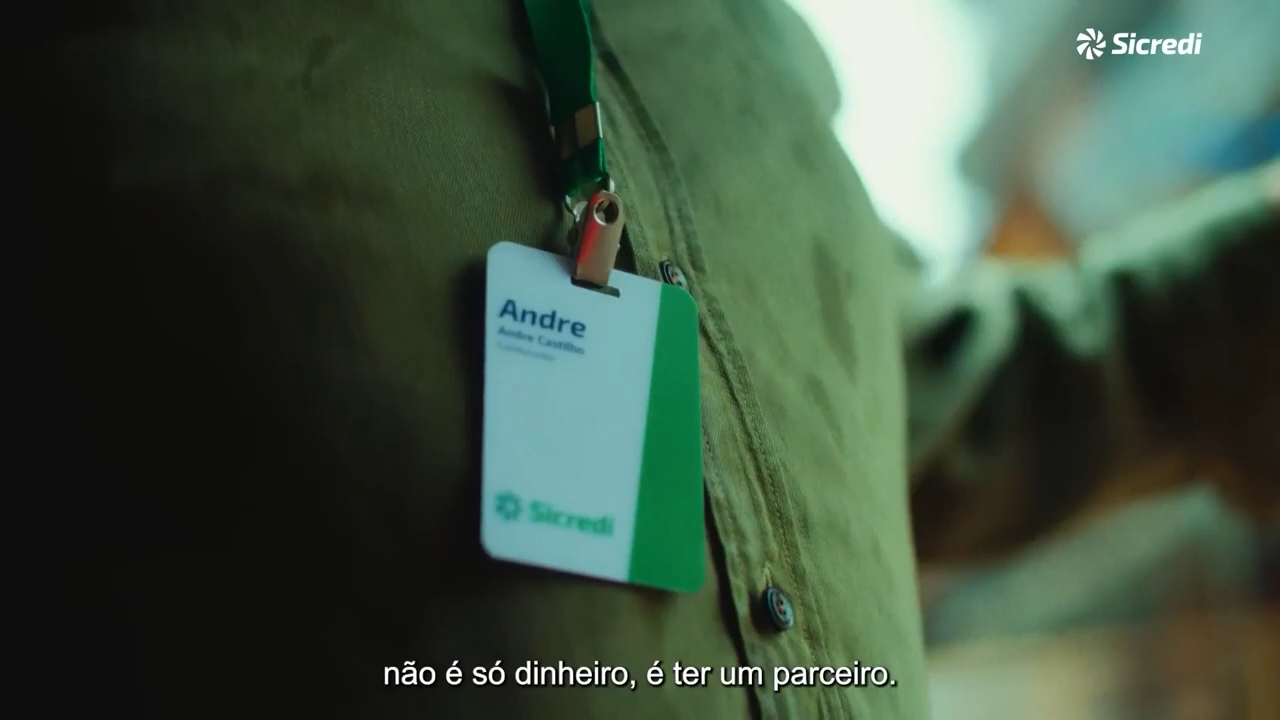 Sicredi
Andre
Andre Castilho
Sicredi
não é só dinheiro, é ter um parceiro.